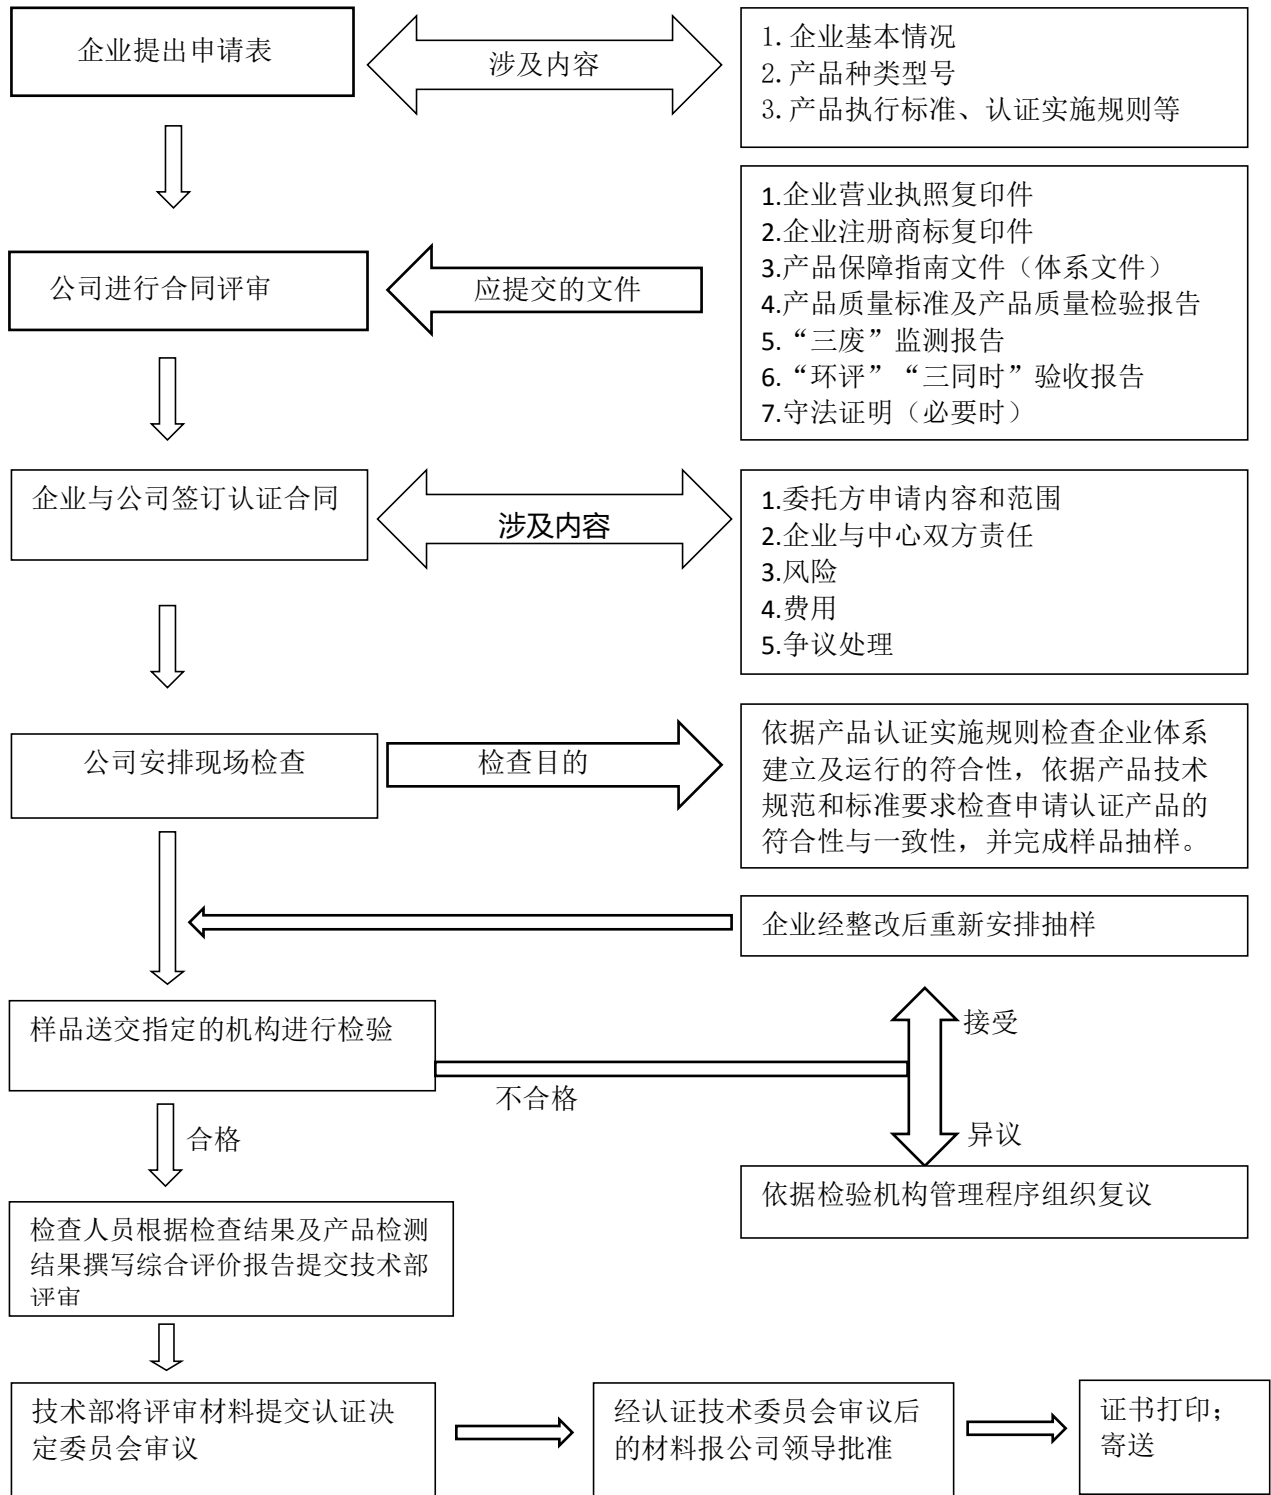 企业提出申请表
涉及内容
1.企业基本情况
2.产品种类型号
3.产品执行标准、认证实施规则等
1.企业营业执照复印件
2.企业注册商标复印件
3.产品保障指南文件（体系文件）
4.产品质量标准及产品质量检验报告
5.“三废”监测报告
6.“环评”“三同时”验收报告
7.守法证明（必要时）
公司进行合同评审
应提交的文件
企业与公司签订认证合同
涉及内容
1.委托方申请内容和范围
2.企业与中心双方责任
3.风险
4.费用
5.争议处理
公司安排现场检查
检查目的
依据产品认证实施规则检查企业体系
建立及运行的符合性，依据产品技术
规范和标准要求检查申请认证产品的
符合性与一致性，并完成样品抽样。
企业经整改后重新安排抽样
样品送交指定的机构进行检验
接受
不合格
合格
异议
依据检验机构管理程序组织复议
检查人员根据检查结果及产品检测
结果撰写综合评价报告提交技术部
评审
技术部将评审材料提交认证决
定委员会审议
经认证技术委员会审议后
的材料报公司领导批准
证书打印；
寄送